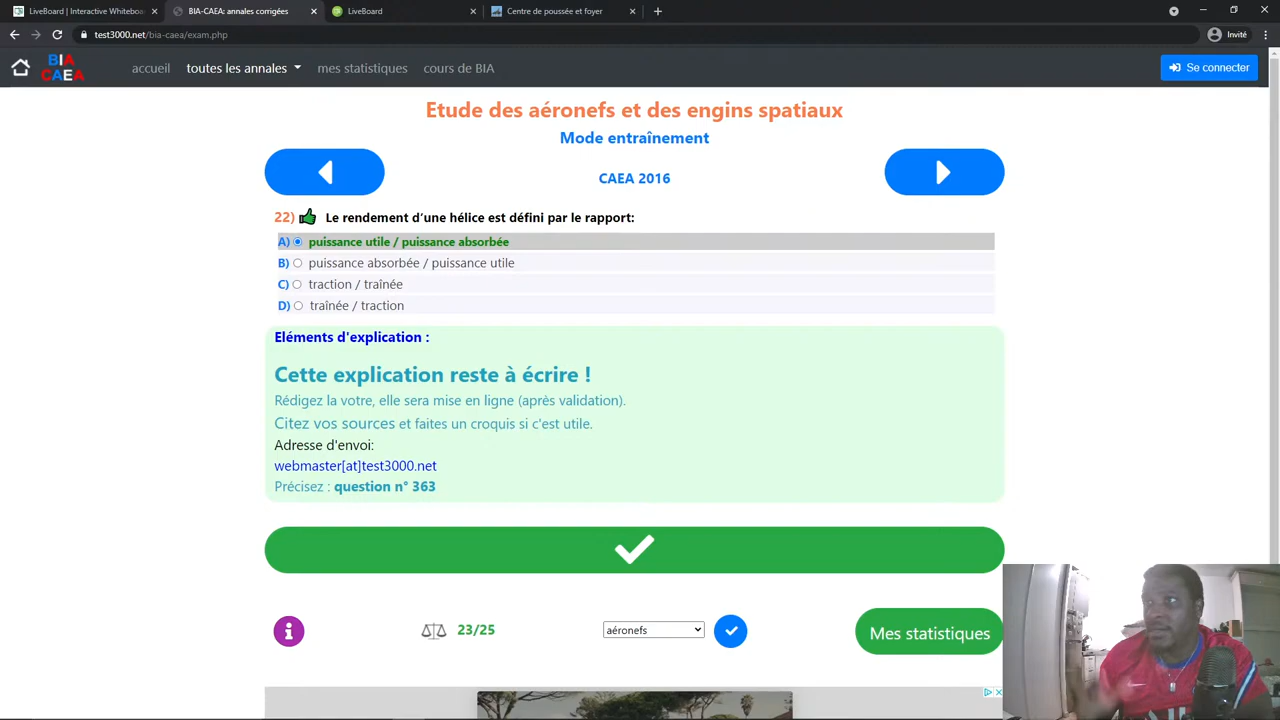 LiveBoard | Interactive Whiteboa
BIA-CAEA: annales corrigées
LiveBoard
Centre de poussée et foyer
test3000.net/bia-caea/exam.php
Invité
BIA
CAEA
accueil
toutes les annales
mes statistiques
cours de BIA
Se connecter
Etude des aéronefs et des engins spatiaux
Mode entraînement
CAEA 2016
22) Le rendement d'une hélice est défini par le rapport:
A) puissance utile / puissance absorbée
B) puissance absorbée / puissance utile
C) traction / traînée
D) traînée / traction
Eléments d'explication :
Cette explication reste à écrire !
Rédigez la votre, elle sera mise en ligne (après validation).
Citez vos sources et faites un croquis si c'est utile.
Adresse d'envoi:
webmaster[at]test3000.net
Précisez : question n° 363
23/25
aéronefs
Mes statistiques